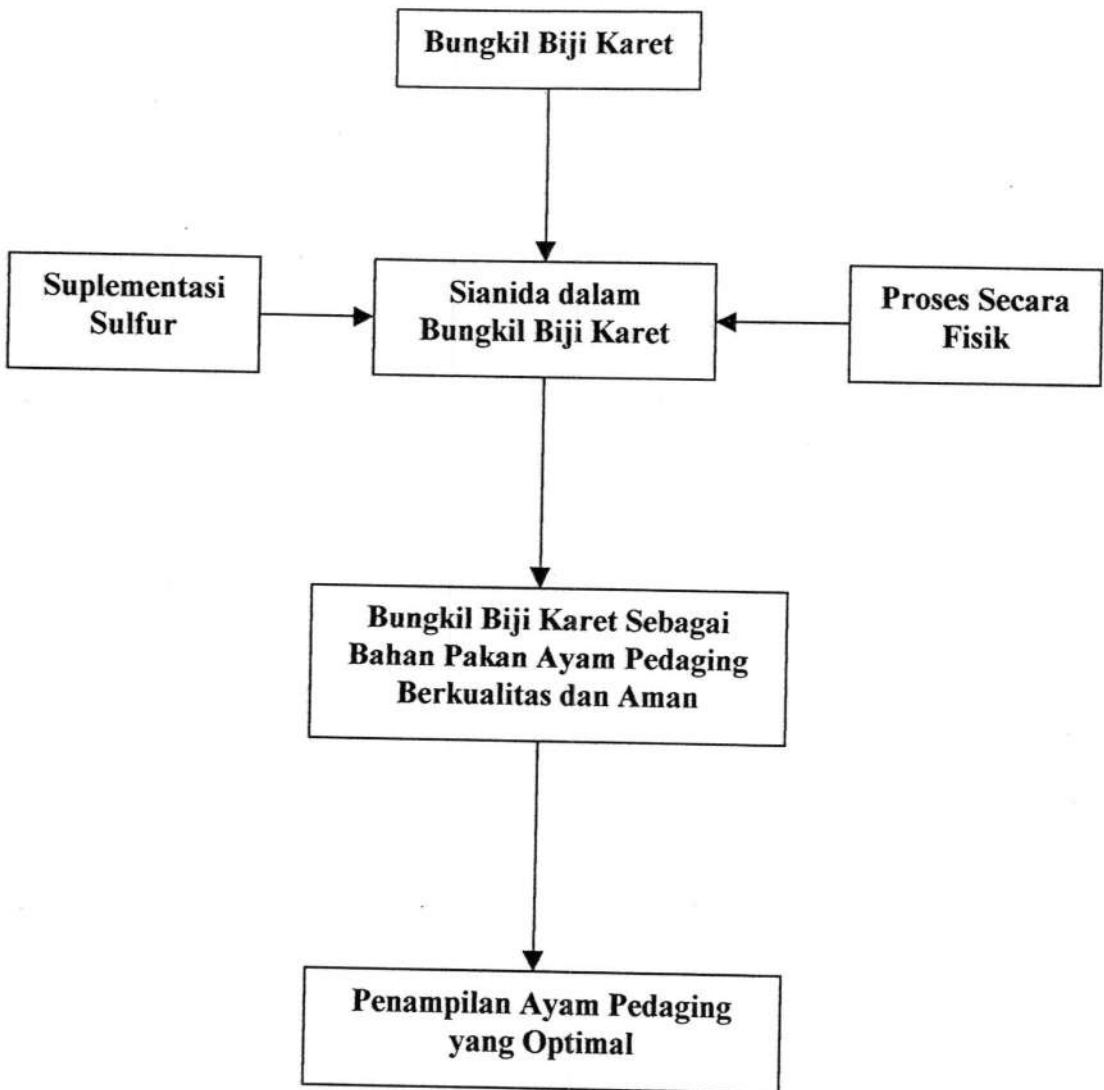 Bungkil Biji Karet
Suplementasi
Sulfur
Sianida dalam
Bungkil Biji Karet
Proses Secara
Fisik
Bungkil Biji Karet Sebagai
Bahan Pakan Ayam Pedaging
Berkualitas dan Aman
Penampilan Ayam Pedaging
yang Optimal